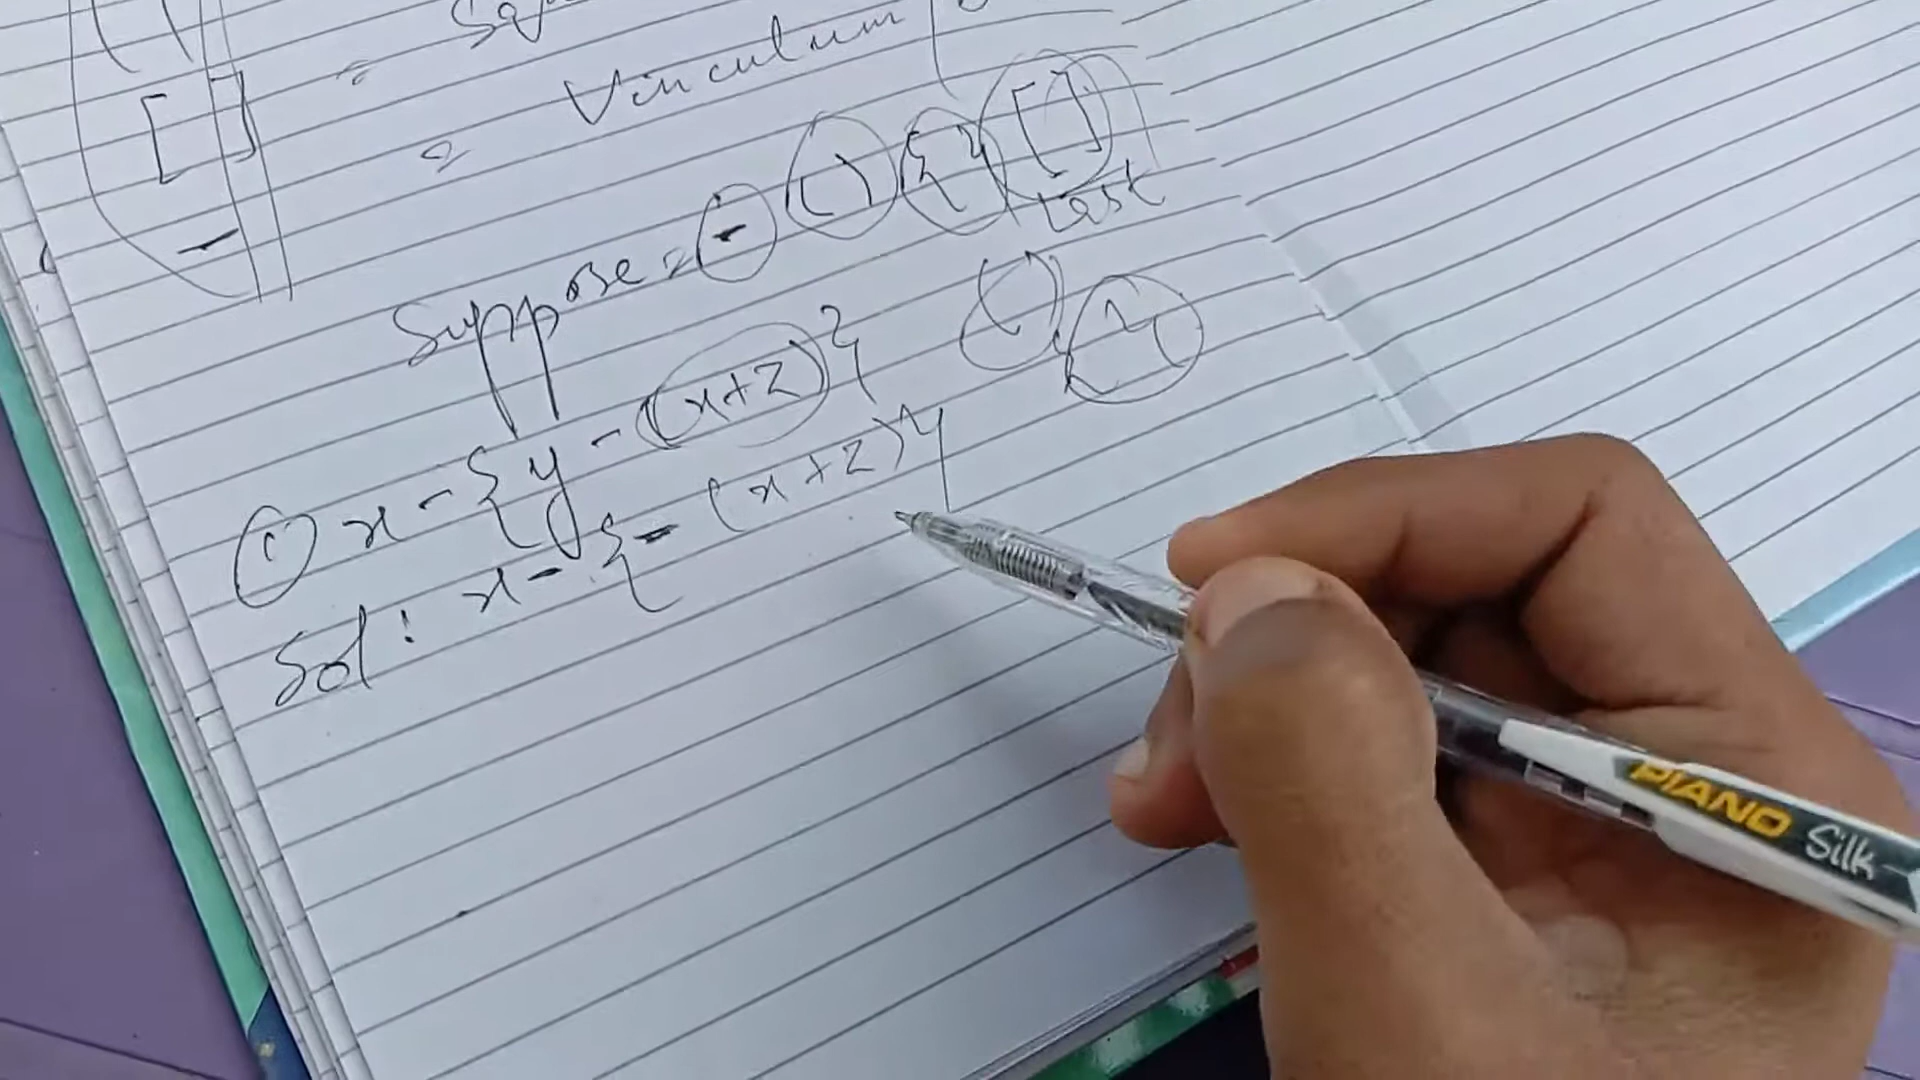 ( )
[ ] =
- = Vinculum
Suppose = - ( ) { } [ ]
Last
① x - {y - (x+z)} ( ) { }
Sol: x - {- (x+z)}
PIANO Silk